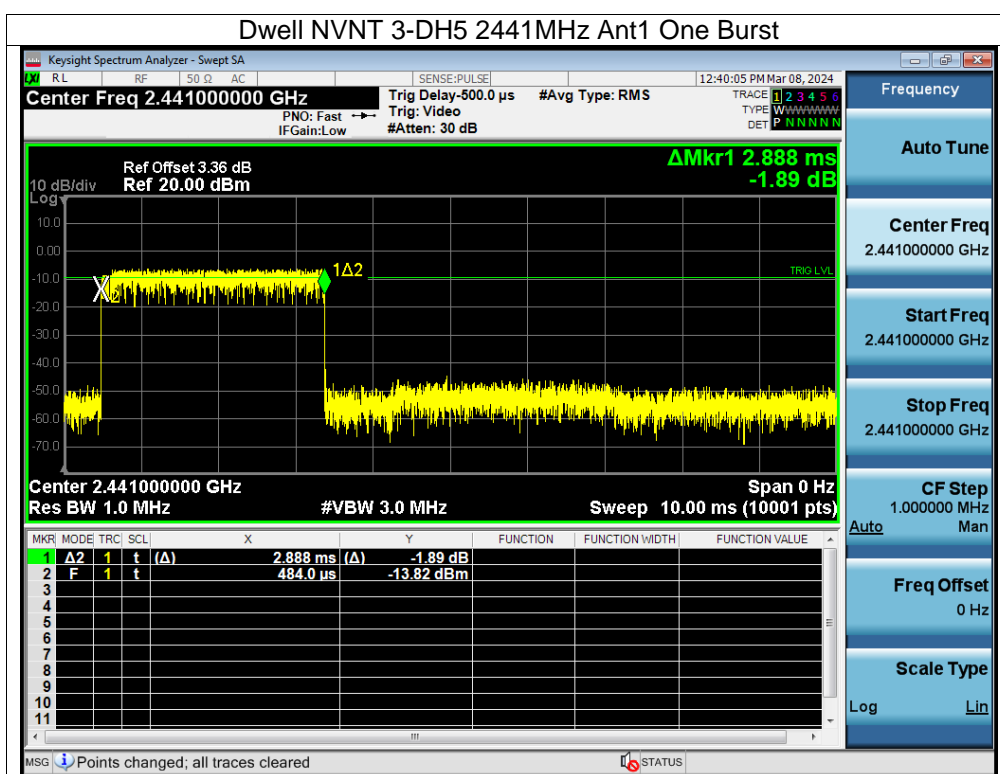 Dwell NVNT 3-DH5 2441MHz Ant1 One Burst
Keysight Spectrum Analyzer - Swept SA
LXI RL RF 50 Ω AC SENSE:PULSE 12:40:05 PM Mar 08, 2024
Center Freq 2.441000000 GHz Trig Delay-500.0 µs #Avg Type: RMS TRACE 1 2 3 4 5 6
PNO: Fast Trig: Video TYPE WWWWWW
IFGain:Low #Atten: 30 dB DET P N N N N N
Frequency
ΔMkr1 2.888 ms
-1.89 dB
Ref Offset 3.36 dB
10 dB/div Ref 20.00 dBm
Log
10.0
0.00
-10.0
-20.0
-30.0
-40.0
-50.0
-60.0
-70.0
1Δ2
2
TRIG LVL
Center 2.441000000 GHz Span 0 Hz
Res BW 1.0 MHz #VBW 3.0 MHz Sweep 10.00 ms (10001 pts)
MKR MODE TRC SCL X Y FUNCTION FUNCTION WIDTH FUNCTION VALUE
1 Δ2 1 t (Δ) 2.888 ms (Δ) -1.89 dB
2 F 1 t 484.0 µs -13.82 dBm
3
4
5
6
7
8
9
10
11
MSG Points changed; all traces cleared STATUS
Auto Tune
Center Freq
2.441000000 GHz
Start Freq
2.441000000 GHz
Stop Freq
2.441000000 GHz
CF Step
1.000000 MHz
Auto Man
Freq Offset
0 Hz
Scale Type
Log Lin